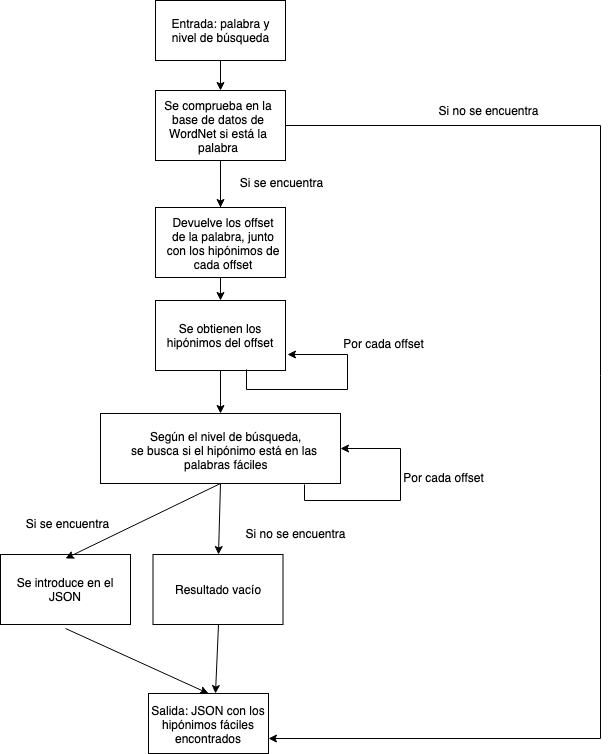 Entrada: palabra y
nivel de búsqueda
Se comprueba en la
base de datos de
WordNet si está la
palabra
Si no se encuentra
Si se encuentra
Devuelve los offset
de la palabra, junto
con los hipónimos de
cada offset
Se obtienen los
hipónimos del offset
Por cada offset
Según el nivel de búsqueda,
se busca si el hipónimo está en las
palabras fáciles
Por cada offset
Si se encuentra
Si no se encuentra
Se introduce en el
JSON
Resultado vacío
Salida: JSON con los
hipónimos fáciles
encontrados